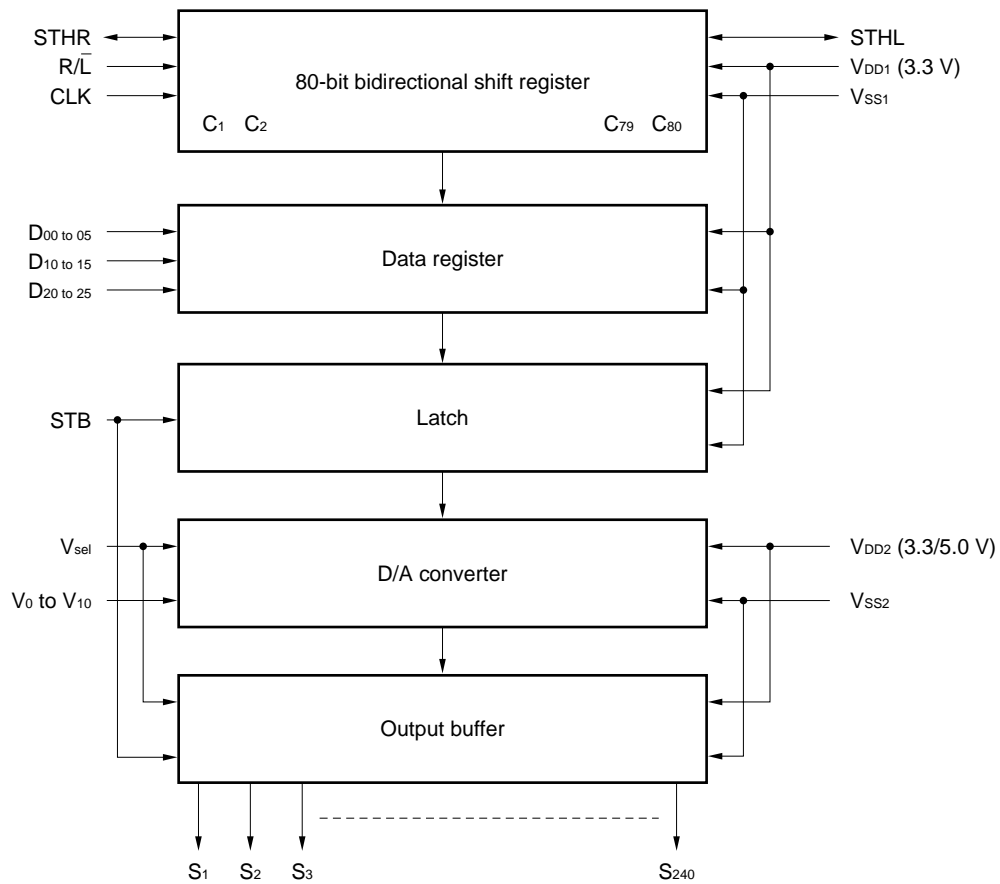 STHR
R/L̅
CLK
80-bit bidirectional shift register
C1 C2 C79 C80
STHL
VDD1 (3.3 V)
VSS1
D00 to 05
D10 to 15
D20 to 25
Data register
STB
Latch
Vsel
V0 to V10
D/A converter
VDD2 (3.3/5.0 V)
VSS2
Output buffer
S1 S2 S3 S240